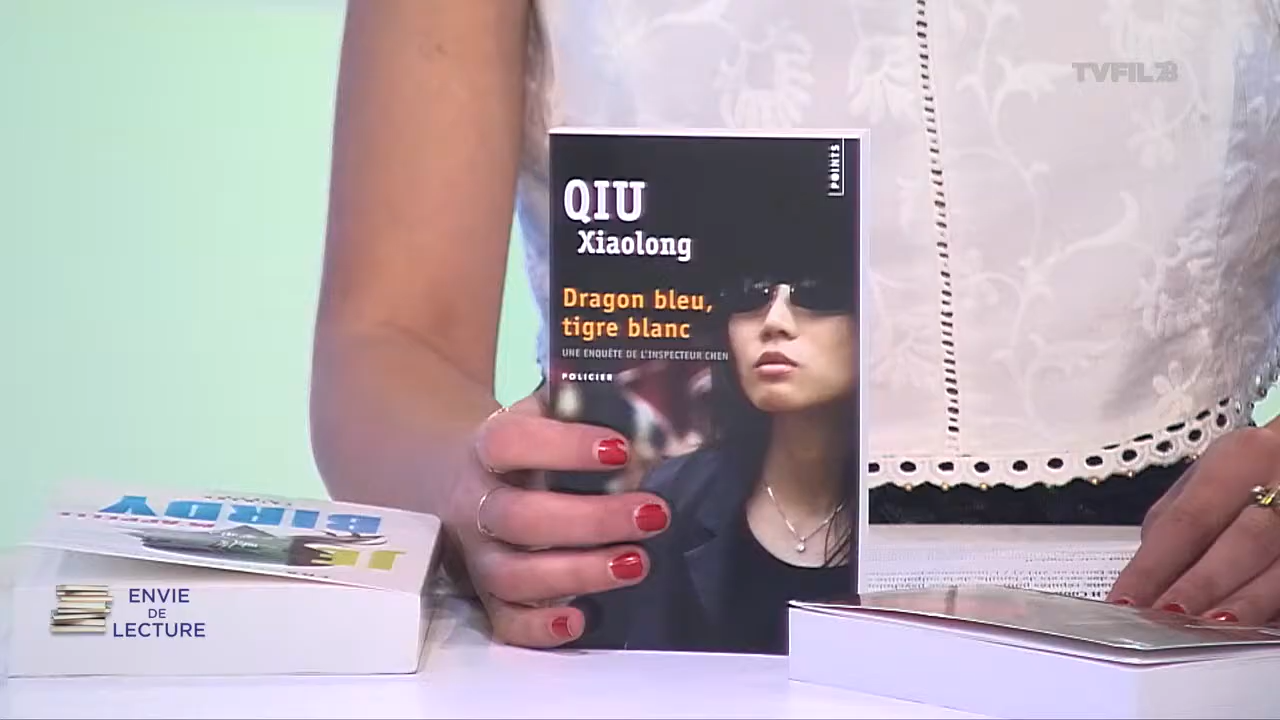 TVFIL78
POINTS
QIU
Xiaolong
Dragon bleu,
tigre blanc
UNE ENQUÊTE DE L'INSPECTEUR CHEN
POLICIER
BIRDY
ENVIE
DE
LECTURE